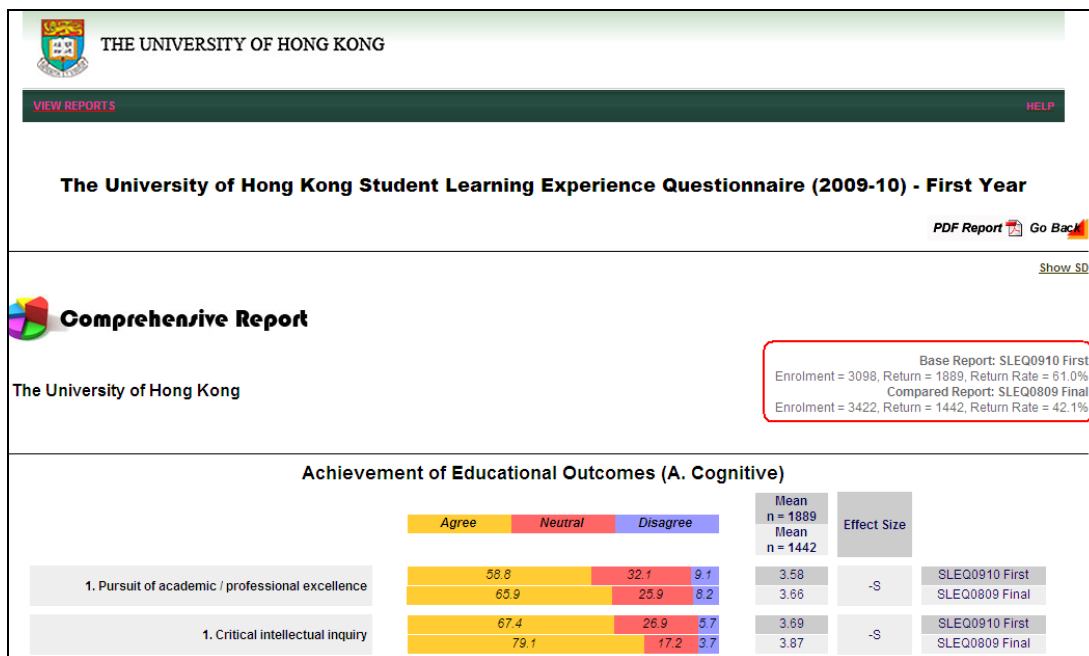 THE UNIVERSITY OF HONG KONG
VIEW REPORTS HELP
The University of Hong Kong Student Learning Experience Questionnaire (2009-10) - First Year
PDF Report Go Back
Show SD
Comprehensive Report
Base Report: SLEQ0910 First
Enrolment = 3098, Return = 1889, Return Rate = 61.0%
The University of Hong Kong
Compared Report: SLEQ0809 Final
Enrolment = 3422, Return = 1442, Return Rate = 42.1%
Achievement of Educational Outcomes (A. Cognitive)
Agree Neutral Disagree
Mean
n = 1889
Mean
n = 1442
Effect Size
1. Pursuit of academic / professional excellence
58.8 32.1 9.1 3.58 SLEQ0910 First
65.9 25.9 8.2 3.66 SLEQ0809 Final
-S
1. Critical intellectual inquiry
67.4 26.9 5.7 3.69 SLEQ0910 First
79.1 17.2 3.7 3.87 SLEQ0809 Final
-S